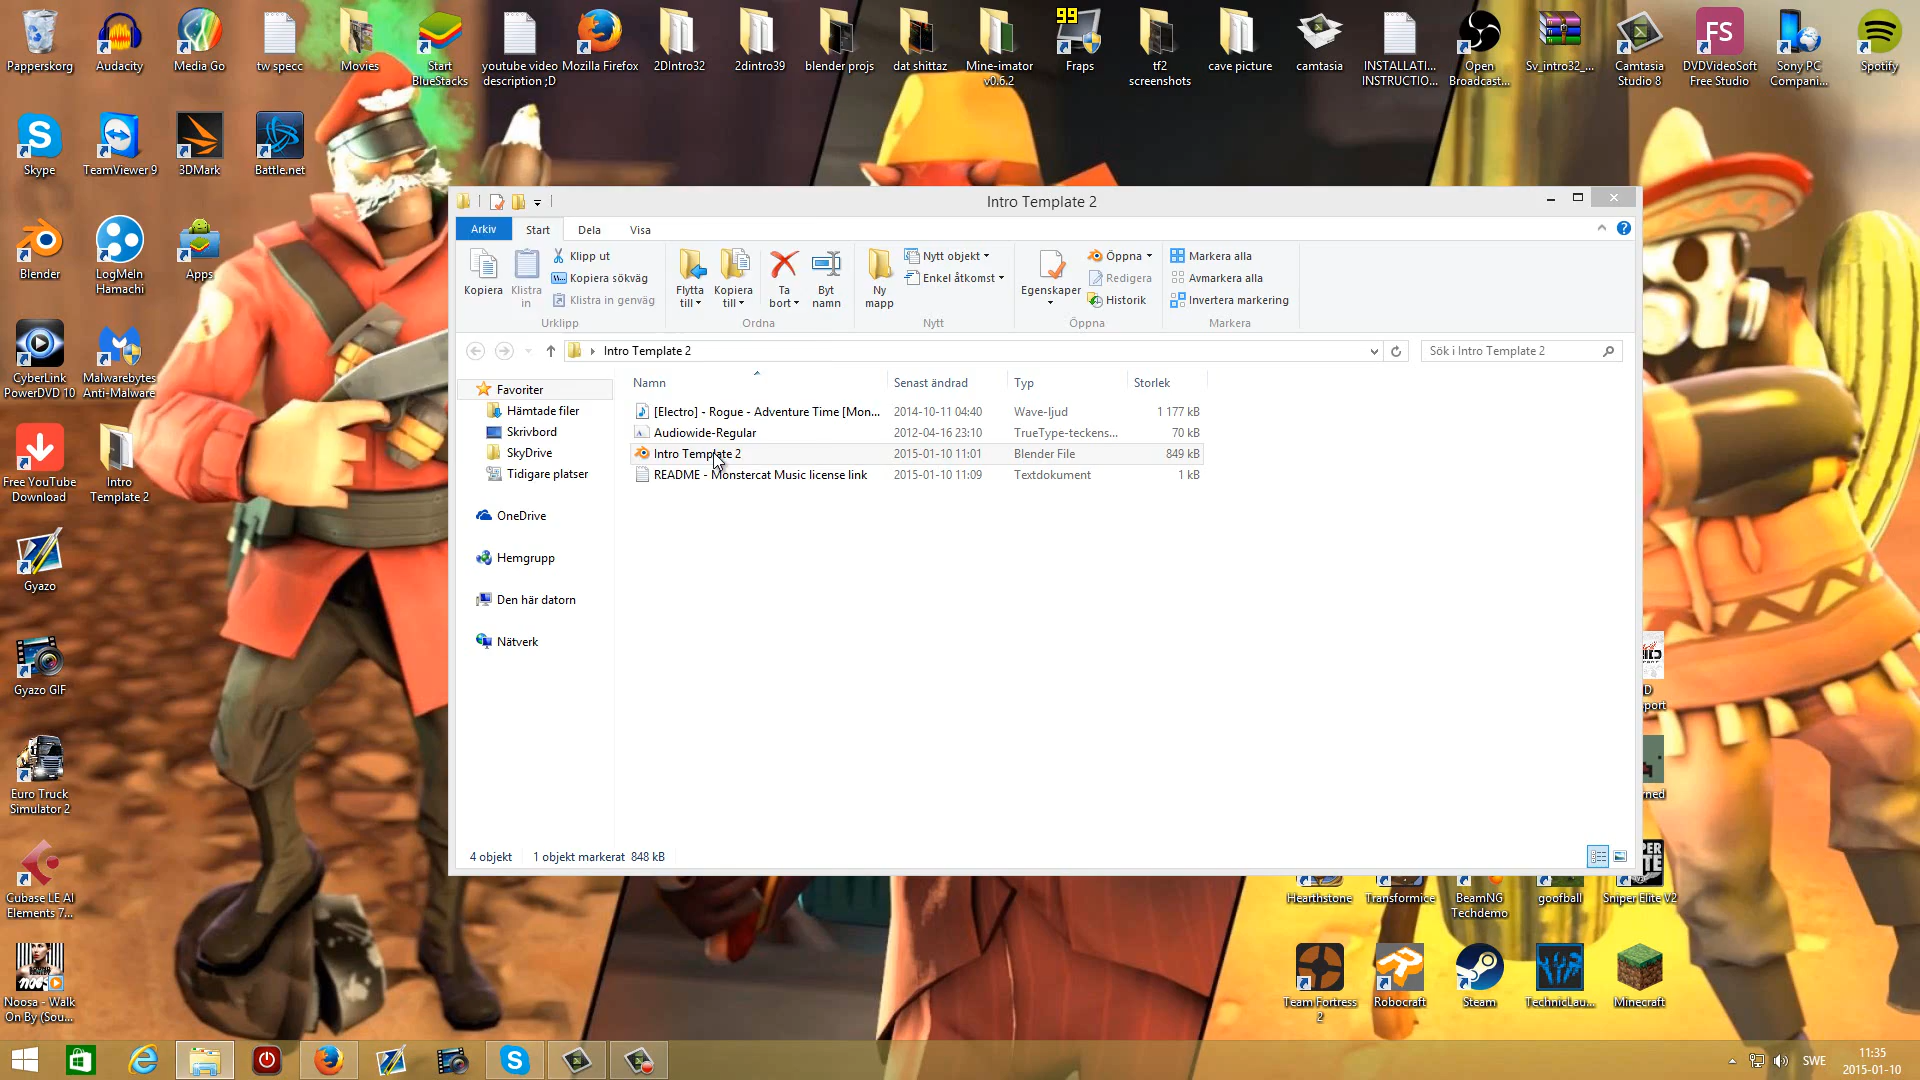 Papperskorg
Audacity
Media Go
tw specc
Movies
Start
BlueStacks
youtube video
description ;D
Mozilla Firefox
2DIntro32
2dintro39
blender projs
dat shittaz
Mine-imator
v0.6.2
99
Fraps
tf2
screenshots
cave picture
camtasia
INSTALLATI...
INSTRUCTIO...
Open
Broadcast...
Sv_intro32_...
Camtasia
Studio 8
FS
DVDVideoSoft
Free Studio
Sony PC
Compani...
Spotify
Skype
TeamViewer 9
3DMark
Battle.net
Blender
LogMeIn
Hamachi
Apps
CyberLink
PowerDVD 10
Malwarebytes
Anti-Malware
Free YouTube
Download
Intro
Template 2
Gyazo
Gyazo GIF
Euro Truck
Simulator 2
Cubase LE AI
Elements 7...
Noosa - Walk
On By (Sou...
Intro Template 2
Arkiv
Start
Dela
Visa
Kopiera
Klistra
in
Klipp ut
Kopiera sökväg
Klistra in genväg
Urklipp
Flytta
till
Kopiera
till
Ta
bort
Byt
namn
Ordna
Ny
mapp
Nytt objekt
Enkel åtkomst
Nytt
Egenskaper
Öppna
Redigera
Historik
Öppna
Markera alla
Avmarkera alla
Invertera markering
Markera
Intro Template 2
Sök i Intro Template 2
Favoriter
Hämtade filer
Skrivbord
SkyDrive
Tidigare platser
OneDrive
Hemgrupp
Den här datorn
Nätverk
Namn Senast ändrad Typ Storlek
[Electro] - Rogue - Adventure Time [Mon... 2014-10-11 04:40 Wave-ljud 1 177 kB
Audiowide-Regular 2012-04-16 23:10 TrueType-teckens... 70 kB
Intro Template 2 2015-01-10 11:01 Blender File 849 kB
README - Monstercat Music license link 2015-01-10 11:09 Textdokument 1 kB
4 objekt 1 objekt markerat 848 kB
Hearthstone
Transformice
BeamNG
Techdemo
goofball
Sniper Elite V2
Team Fortress
2
Robocraft
Steam
TechnicLau...
Minecraft
SWE
11:35
2015-01-10